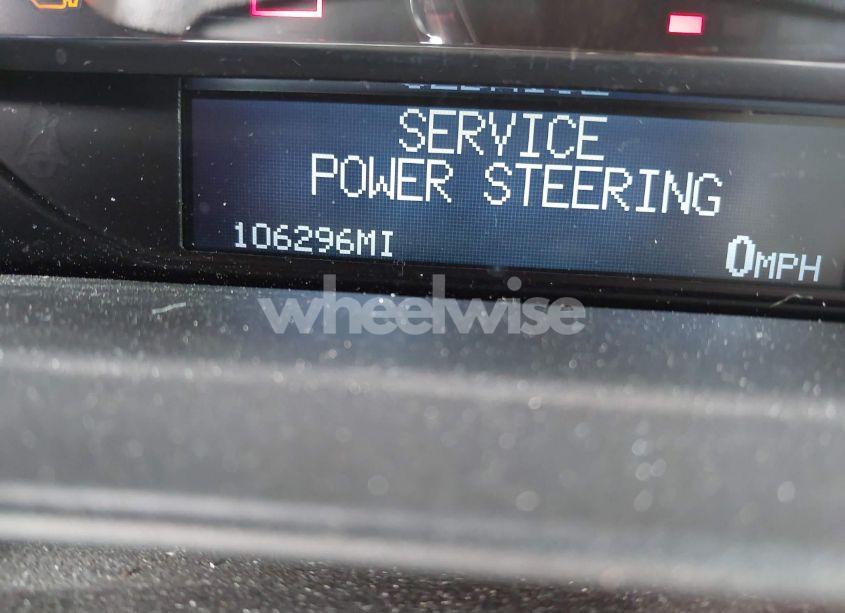 SERVICE
POWER STEERING
106296MI
0MPH
wheelwise